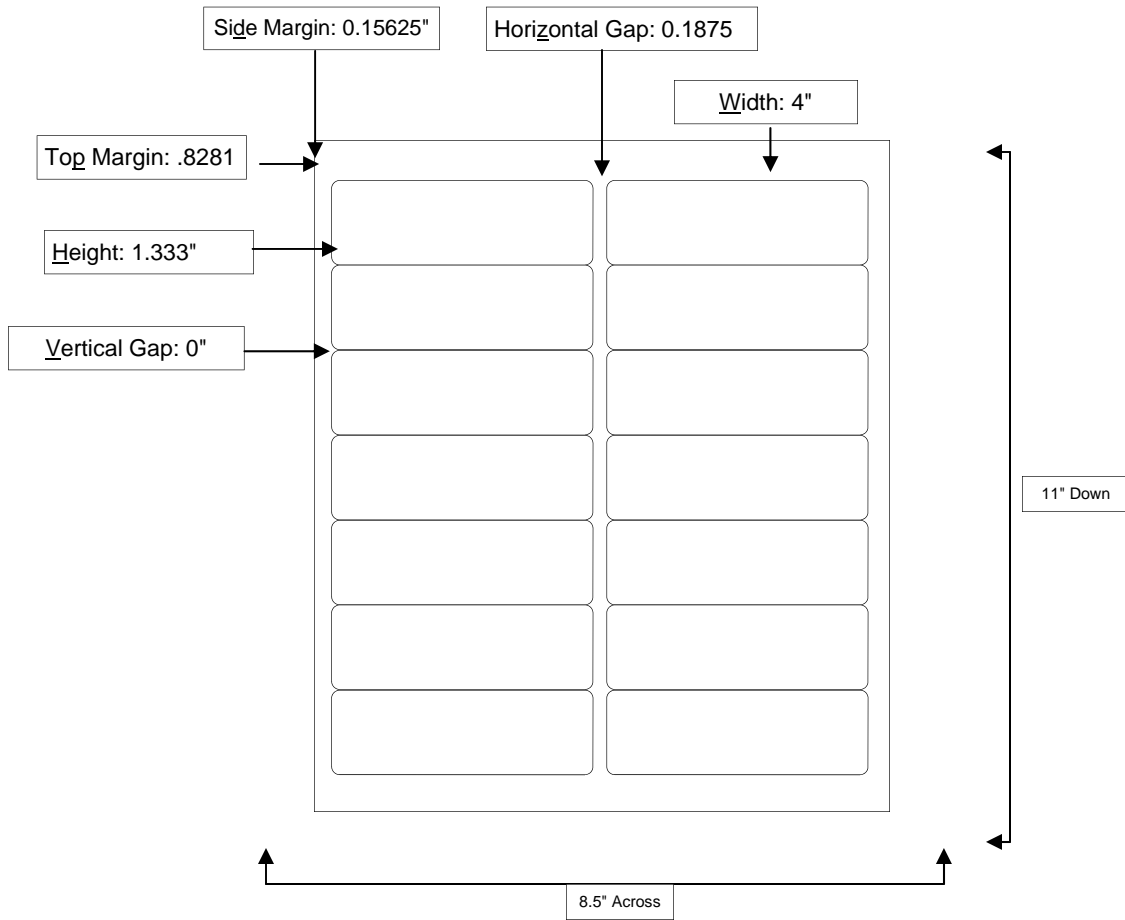 Side Margin: 0.15625"
Horizontal Gap: 0.1875
Width: 4"
Top Margin: .8281
Height: 1.333"
Vertical Gap: 0"
11" Down
8.5" Across